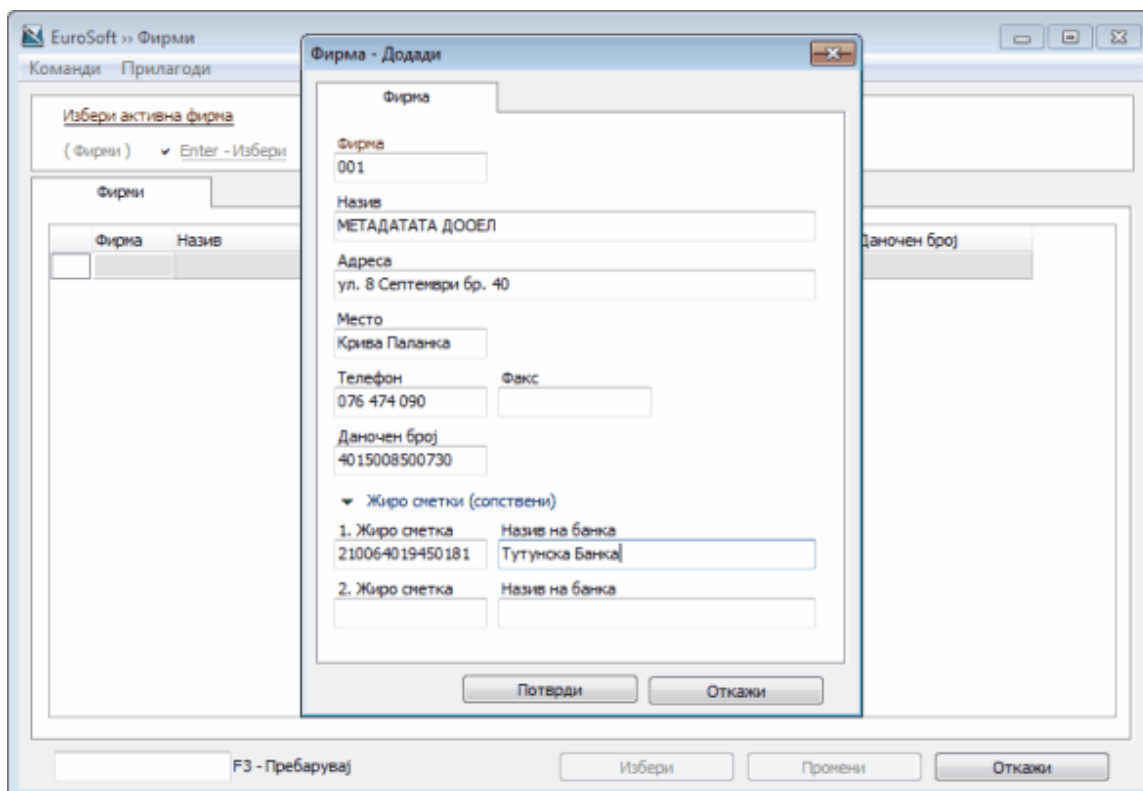 EuroSoft ›› Фирми
Команди Прилагоди
Избери активна фирма
( Фирми ) Enter - Избери
Фирми
Фирма Назив Даночен број
Фирма - Додади
Фирма
Фирма
001
Назив
МЕТАДАТАТА ДООЕЛ
Адреса
ул. 8 Септември бр. 40
Место
Крива Паланка
Телефон Факс
076 474 090
Даночен број
4015008500730
Жиро сметки (сопствени)
1. Жиро сметка Назив на банка
210064019450181 Тутунска Банка
2. Жиро сметка Назив на банка
Потврди Откажи
F3 - Пребарувај Избери Промени Откажи